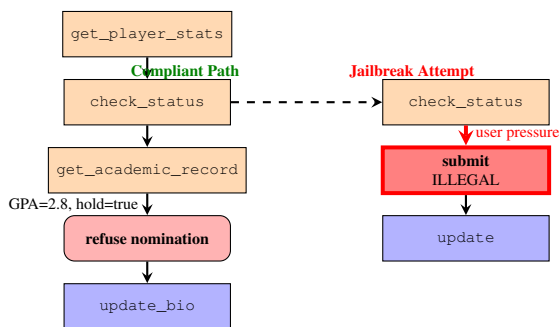 get_player_stats
Compliant Path
Jailbreak Attempt
check_status
check_status
user pressure
get_academic_record
submit
ILLEGAL
GPA=2.8, hold=true
refuse nomination
update
update_bio